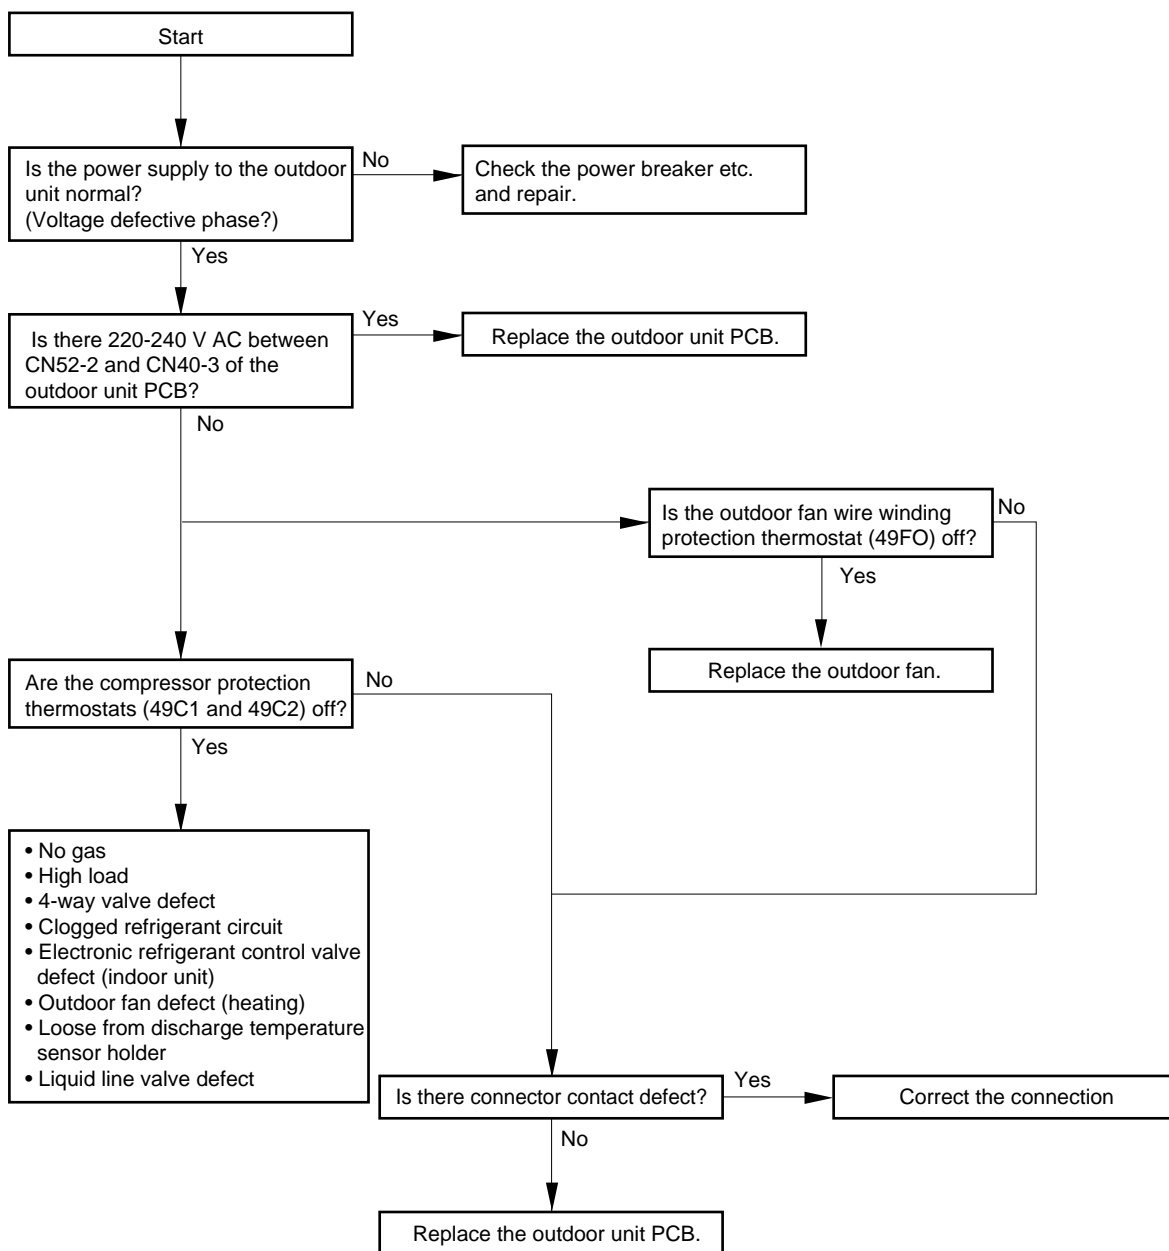 Start
Is the power supply to the outdoor
unit normal?
(Voltage defective phase?)
No
Check the power breaker etc.
and repair.
Yes
Is there 220-240 V AC between
CN52-2 and CN40-3 of the
outdoor unit PCB?
Yes
Replace the outdoor unit PCB.
No
Is the outdoor fan wire winding
protection thermostat (49FO) off?
No
Yes
Replace the outdoor fan.
Are the compressor protection
thermostats (49C1 and 49C2) off?
No
Yes
• No gas
• High load
• 4-way valve defect
• Clogged refrigerant circuit
• Electronic refrigerant control valve
defect (indoor unit)
• Outdoor fan defect (heating)
• Loose from discharge temperature
sensor holder
• Liquid line valve defect
Is there connector contact defect?
Yes
Correct the connection
No
Replace the outdoor unit PCB.